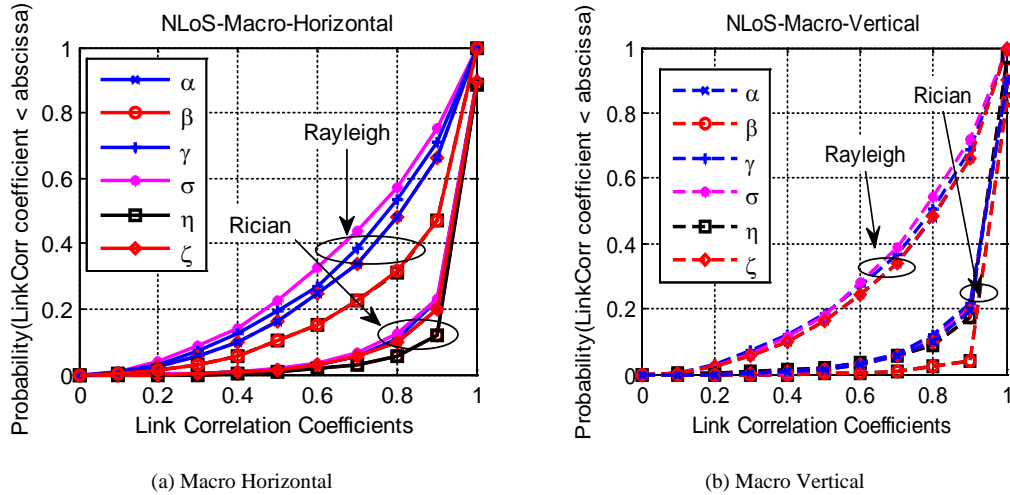 NLoS-Macro-Horizontal
Probability(LinkCorr coefficient < abscissa)
1
0.8
0.6
0.4
0.2
0
α
β
γ
σ
η
ζ
Rayleigh
Rician
0 0.2 0.4 0.6 0.8 1
Link Correlation Coefficients
(a) Macro Horizontal
NLoS-Macro-Vertical
Probability(LinkCorr coefficient < abscissa)
1
0.8
0.6
0.4
0.2
0
α
β
γ
σ
η
ζ
Rician
Rayleigh
0 0.2 0.4 0.6 0.8 1
Link Correlation Coefficients
(b) Macro Vertical